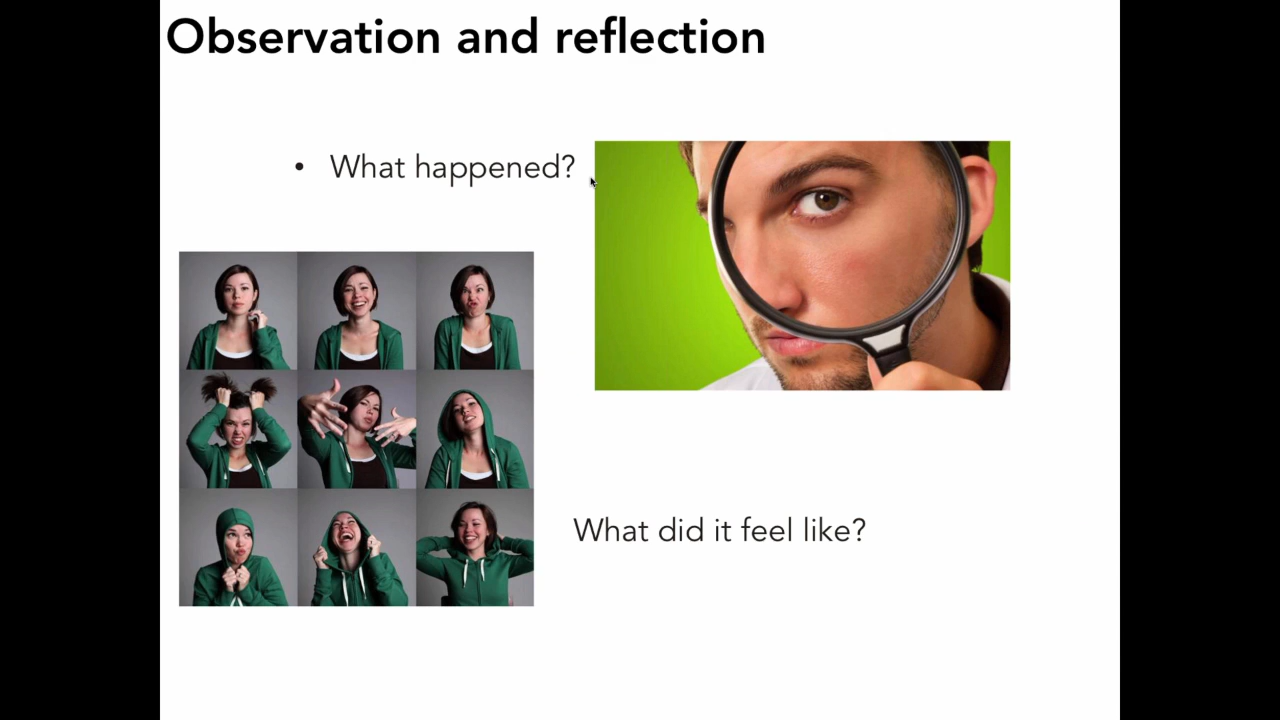 Observation and reflection
• What happened?
What did it feel like?